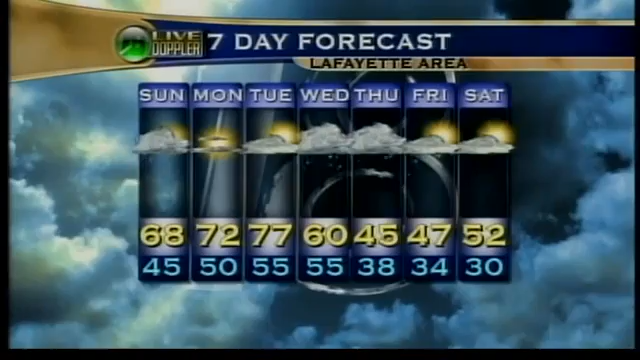 LIVE
DOPPLER
7 DAY FORECAST
LAFAYETTE AREA
SUN MON TUE WED THU FRI SAT
68 72 77 60 45 47 52
45 50 55 55 38 34 30